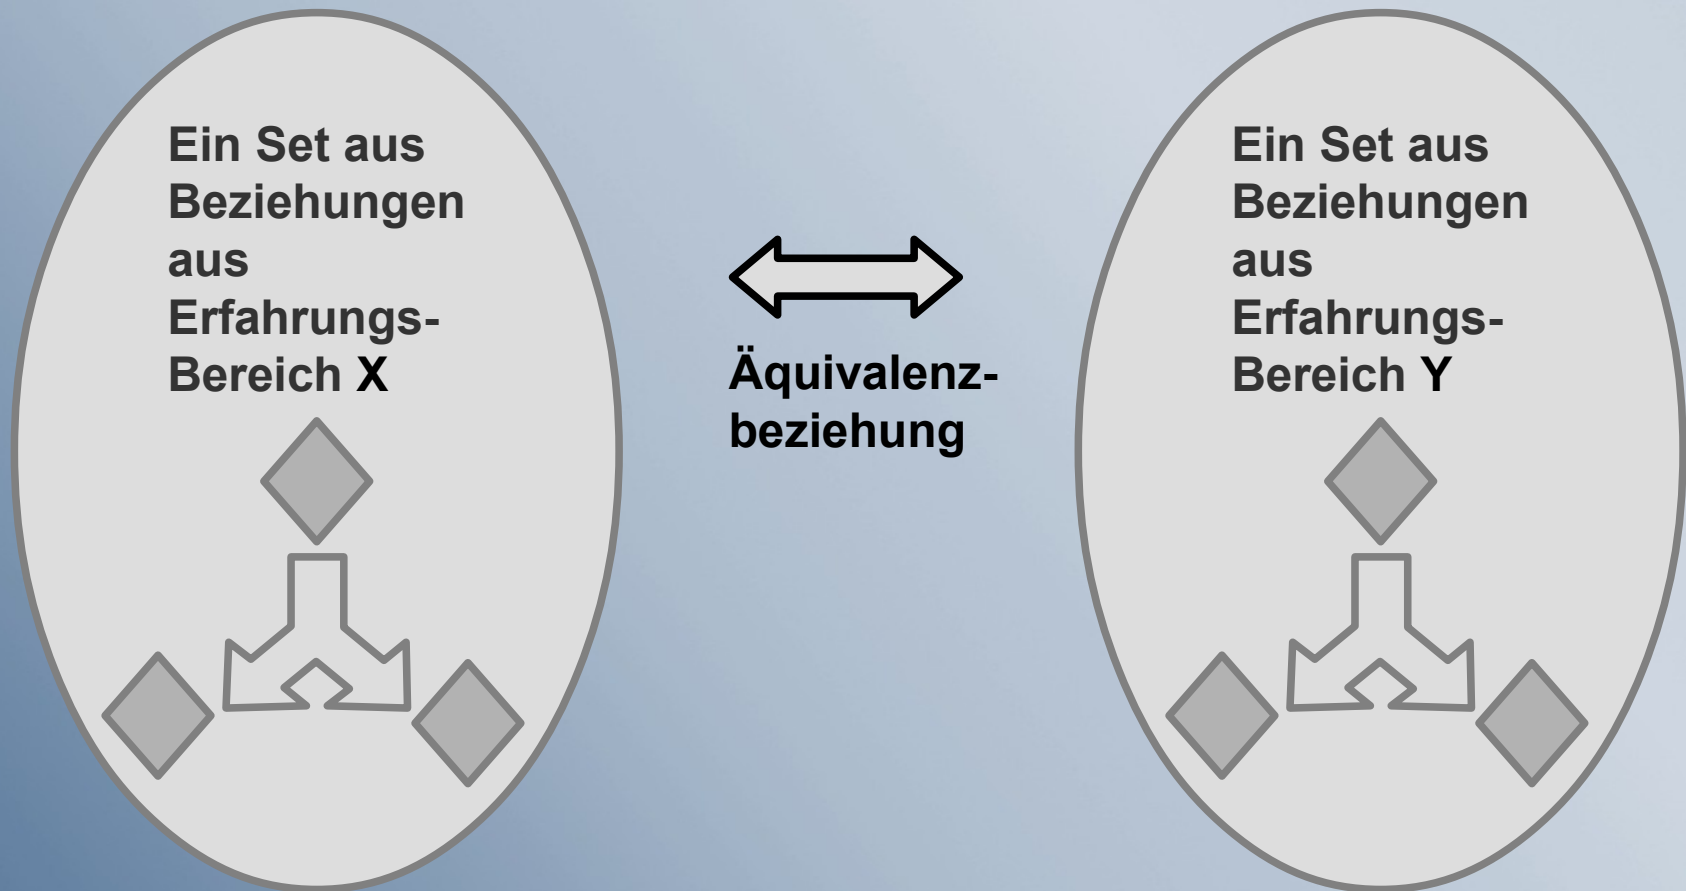 Ein Set aus
Beziehungen
aus
Erfahrungs-
Bereich X
Äquivalenz-
beziehung
Ein Set aus
Beziehungen
aus
Erfahrungs-
Bereich Y